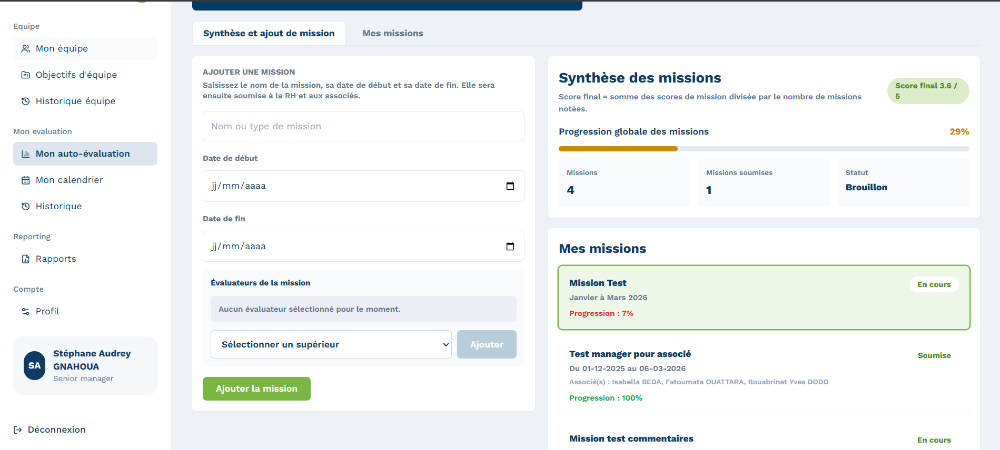 Equipe
Mon équipe
Objectifs d'équipe
Historique équipe
Mon evaluation
Mon auto-évaluation
Mon calendrier
Historique
Reporting
Rapports
Compte
Profil
SA
Stéphane Audrey
GNAHOUA
Senior manager
Déconnexion
Synthèse et ajout de mission
Mes missions
AJOUTER UNE MISSION
Saisissez le nom de la mission, sa date de début et sa date de fin. Elle sera
ensuite soumise à la RH et aux associés.
Nom ou type de mission
Date de début
jj/mm/aaaa
Date de fin
jj/mm/aaaa
Évaluateurs de la mission
Aucun évaluateur sélectionné pour le moment.
Sélectionner un supérieur
Ajouter
Ajouter la mission
Synthèse des missions
Score final = somme des scores de mission divisée par le nombre de missions
notées.
Score final 3.6 /
5
Progression globale des missions
29%
Missions
4
Missions soumises
1
Statut
Brouillon
Mes missions
Mission Test
En cours
Janvier à Mars 2026
Progression : 7%
Test manager pour associé
Soumise
Du 01-12-2025 au 06-03-2026
Associé(s) : Isabella BEDA, Fatoumata OUATTARA, Bouabrinet Yves DODO
Progression : 100%
Mission test commentaires
En cours